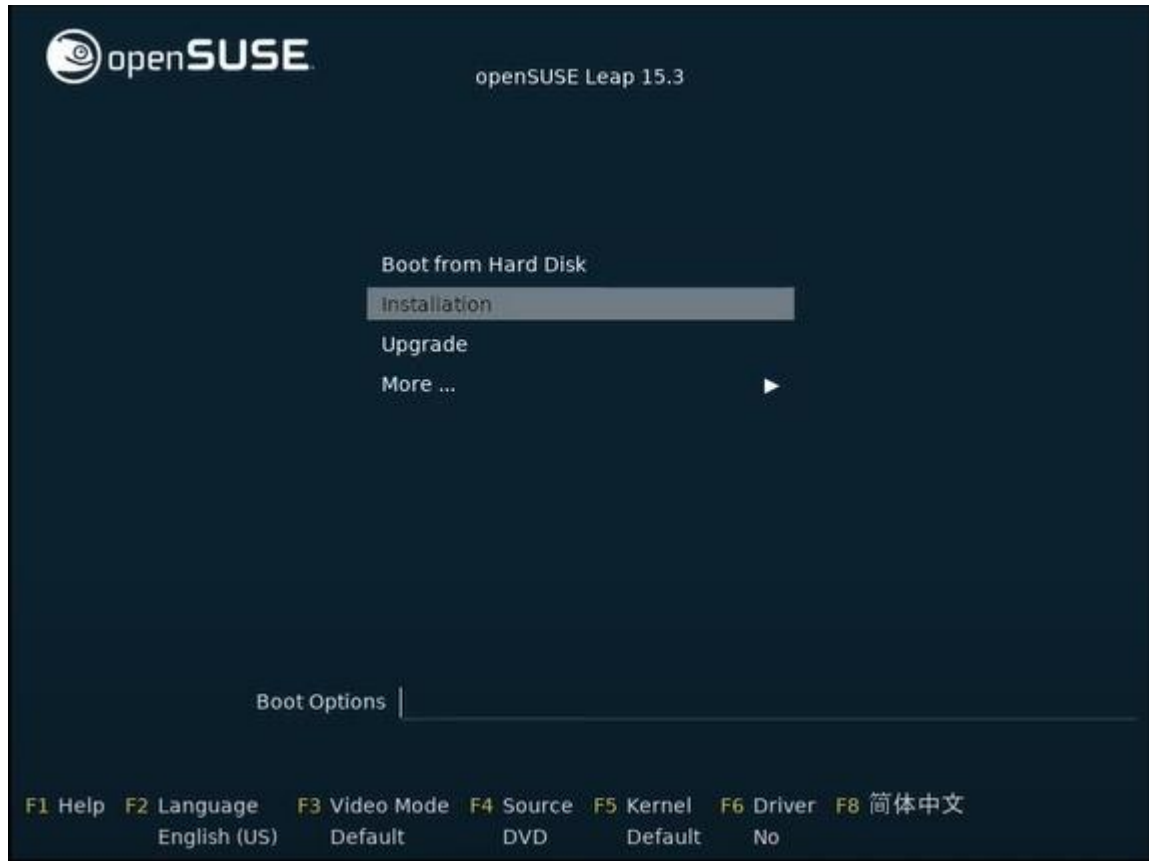 openSUSE
openSUSE Leap 15.3
Boot from Hard Disk
Installation
Upgrade
More ...
Boot Options
F1 Help F2 Language F3 Video Mode F4 Source F5 Kernel F6 Driver F8 简体中文
English (US) Default DVD Default No